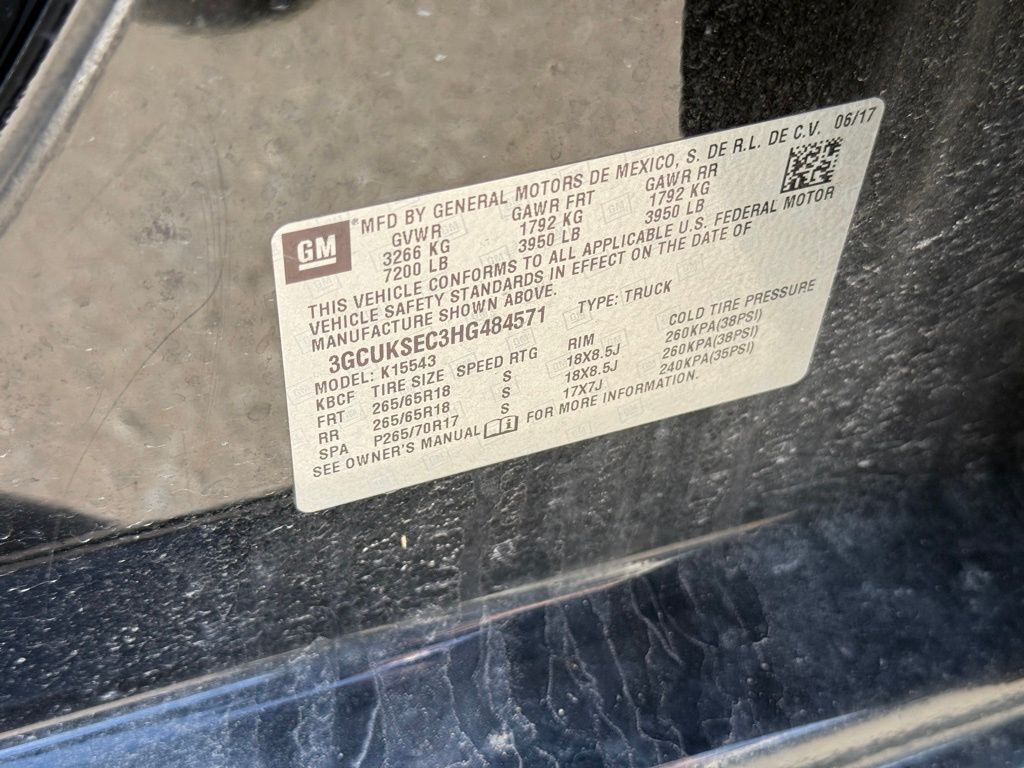 GM
*MFD BY GENERAL MOTORS DE MEXICO, S. DE R.L. DE C.V. 06/17
GVWR GAWR FRT GAWR RR
3266 KG 1792 KG 1792 KG
7200 LB 3950 LB 3950 LB
THIS VEHICLE CONFORMS TO ALL APPLICABLE U.S. FEDERAL MOTOR
VEHICLE SAFETY STANDARDS IN EFFECT ON THE DATE OF
MANUFACTURE SHOWN ABOVE.
3GCUKSEC3HG484571 TYPE: TRUCK
MODEL: K15543
KBCF TIRE SIZE SPEED RTG RIM COLD TIRE PRESSURE
FRT 265/65R18 S 18X8.5J 260KPA(38PSI)
RR 265/65R18 S 18X8.5J 260KPA(38PSI)
SPA P265/70R17 S 17X7J 240KPA(35PSI)
SEE OWNER'S MANUAL FOR MORE INFORMATION.